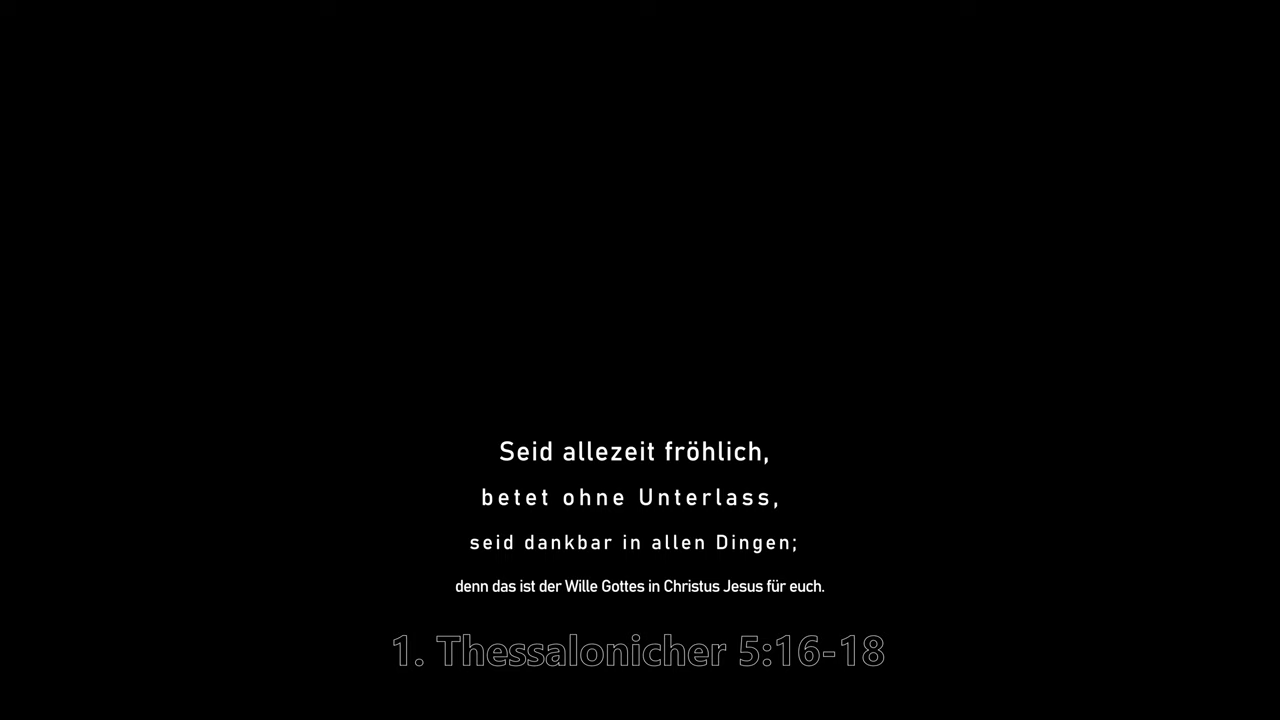 Seid allezeit fröhlich,
betet ohne Unterlass,
seid dankbar in allen Dingen;
denn das ist der Wille Gottes in Christus Jesus für euch.
1. Thessalonicher 5:16-18